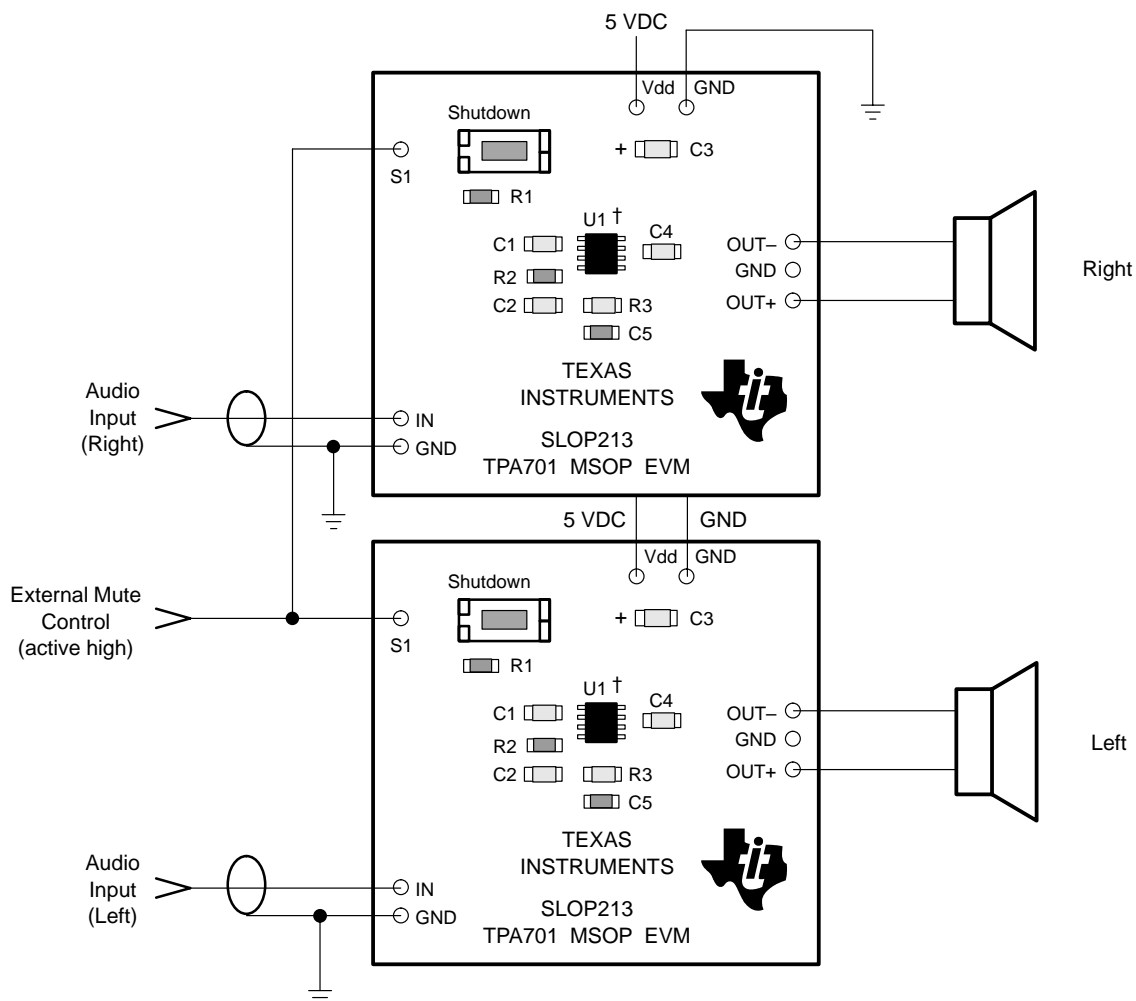 5 VDC
Vdd GND
Shutdown
+ C3
S1
R1
U1 †
C4
C1
OUT–
R2
GND
Right
C2
R3
OUT+
C5
TEXAS
INSTRUMENTS
Audio
Input
(Right)
IN
GND
SLOP213
TPA701 MSOP EVM
5 VDC GND
Vdd GND
Shutdown
External Mute
Control
(active high)
+ C3
S1
R1
U1 †
C4
C1
OUT–
R2
GND
Left
C2
R3
OUT+
C5
TEXAS
INSTRUMENTS
Audio
Input
(Left)
IN
GND
SLOP213
TPA701 MSOP EVM